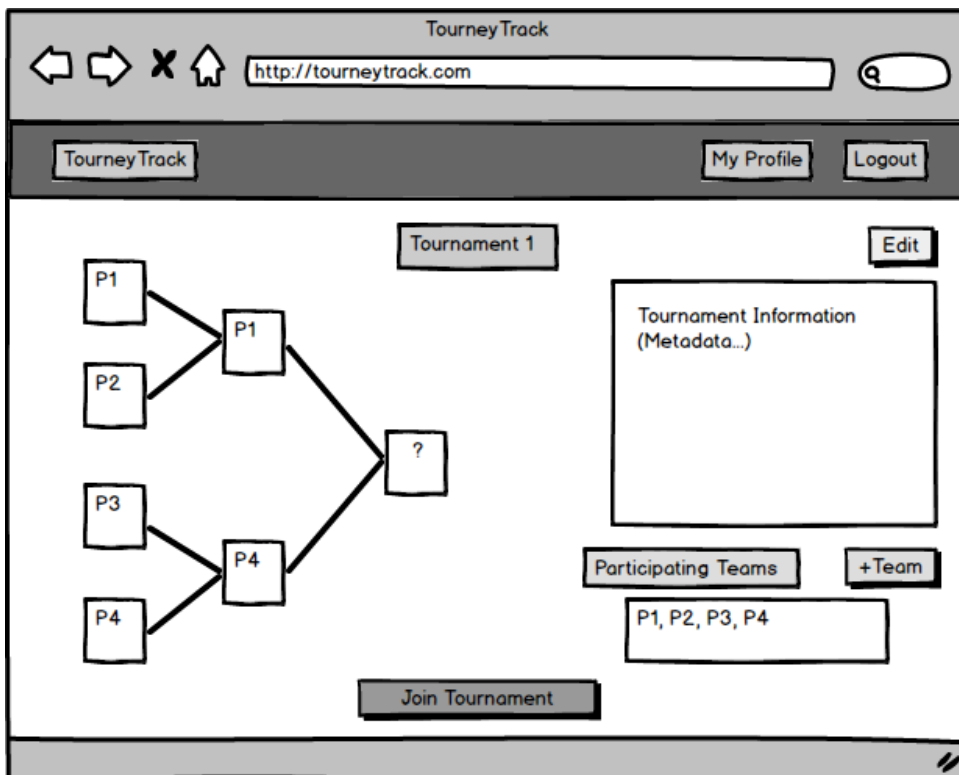 TourneyTrack
http://tourneytrack.com
TourneyTrack
My Profile
Logout
Tournament 1
Edit
P1
P2
P3
P4
P1
P4
?
Tournament Information
(Metadata...)
Participating Teams
+Team
P1, P2, P3, P4
Join Tournament